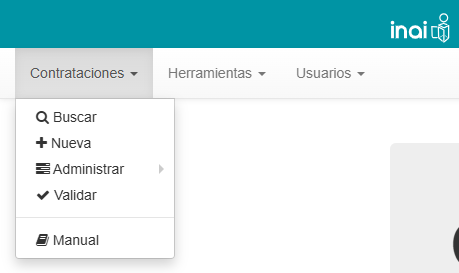 inai
Contrataciones Herramientas Usuarios
Buscar
Nueva
Administrar
Validar
Manual